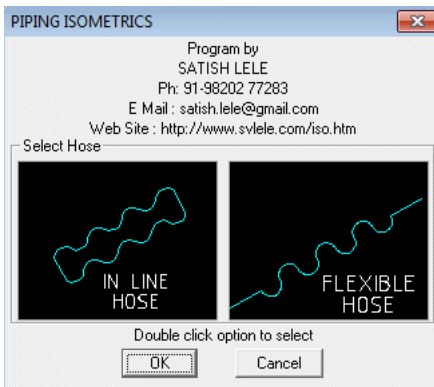 PIPING ISOMETRICS
Program by
SATISH LELE
Ph: 91-98202 77283
E Mail : satish.lele@gmail.com
Web Site : http://www.svlele.com/iso.htm
Select Hose
IN LINE
HOSE
FLEXIBLE
HOSE
Double click option to select
OK
Cancel